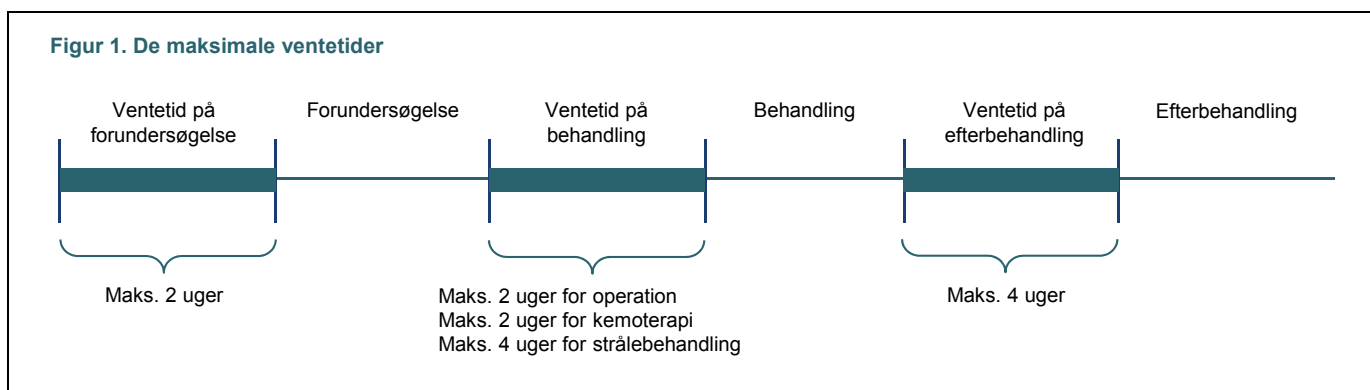 Figur 1. De maksimale ventetider
Ventetid på
forundersøgelse
Forundersøgelse
Ventetid på
behandling
Behandling
Ventetid på
efterbehandling
Efterbehandling
Maks. 2 uger
Maks. 2 uger for operation
Maks. 2 uger for kemoterapi
Maks. 4 uger for strålebehandling
Maks. 4 uger